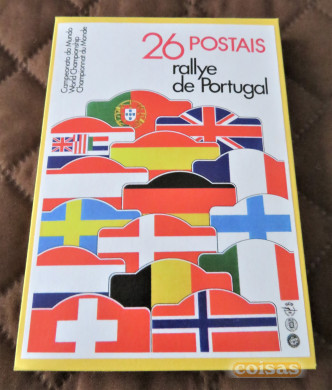 Campeonato do Mundo
World Championship
Championnat du Monde
26 POSTAIS
rallye
de Portugal
coisas